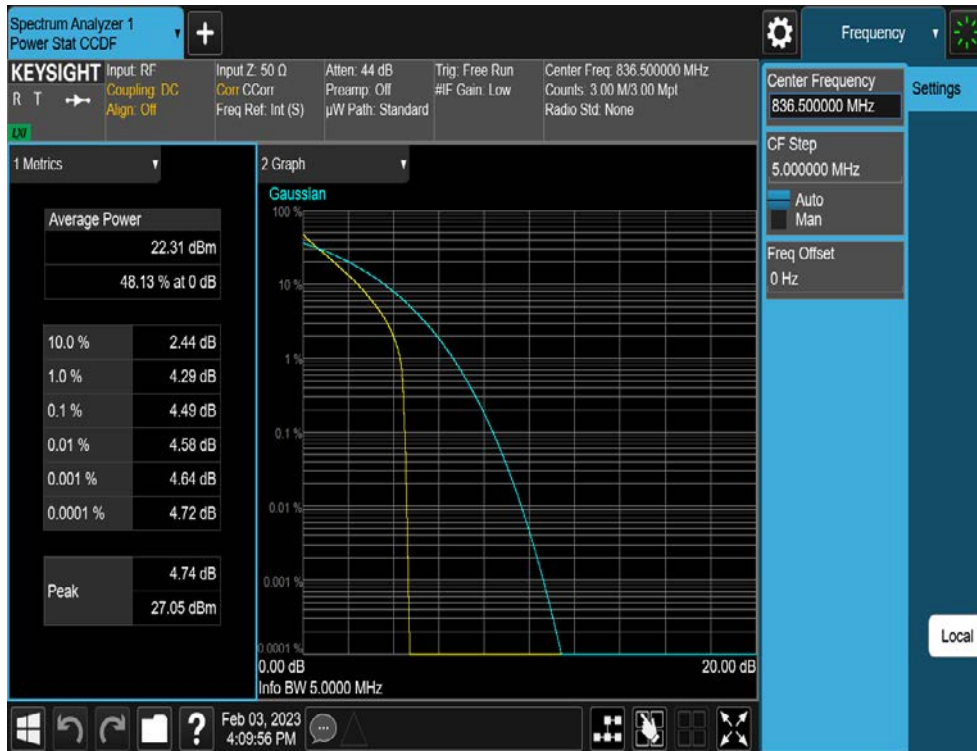 Spectrum Analyzer 1
Power Stat CCDF
+
Frequency
KEYSIGHT
R T
LXI
Input: RF
Coupling: DC
Align: Off
Input Z: 50 Ω
Corr CCorr
Freq Ref: Int (S)
Atten: 44 dB
Preamp: Off
µW Path: Standard
Trig: Free Run
#IF Gain: Low
Center Freq: 836.500000 MHz
Counts: 3.00 M/3.00 Mpt
Radio Std: None
Center Frequency
836.500000 MHz
Settings
CF Step
5.000000 MHz
Auto
Man
Freq Offset
0 Hz
Local
1 Metrics
Average Power
22.31 dBm
48.13 % at 0 dB
10.0 % 2.44 dB
1.0 % 4.29 dB
0.1 % 4.49 dB
0.01 % 4.58 dB
0.001 % 4.64 dB
0.0001 % 4.72 dB
Peak
4.74 dB
27.05 dBm
2 Graph
Gaussian
100 %
10 %
1 %
0.1 %
0.01 %
0.001 %
0.0001 %
0.00 dB 20.00 dB
Info BW 5.0000 MHz
?
Feb 03, 2023
4:09:56 PM